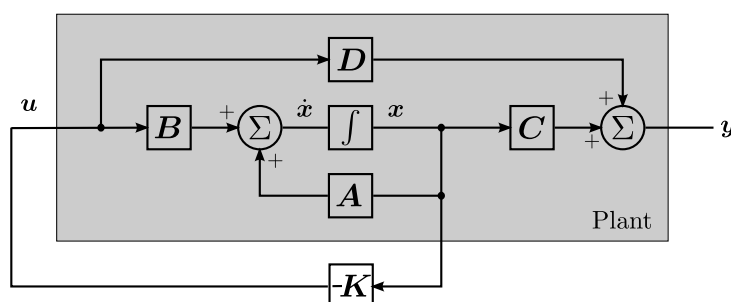 D
u
B
+
Σ
+
ẋ
∫
x
C
+
+
Σ
y
A
Plant
-K